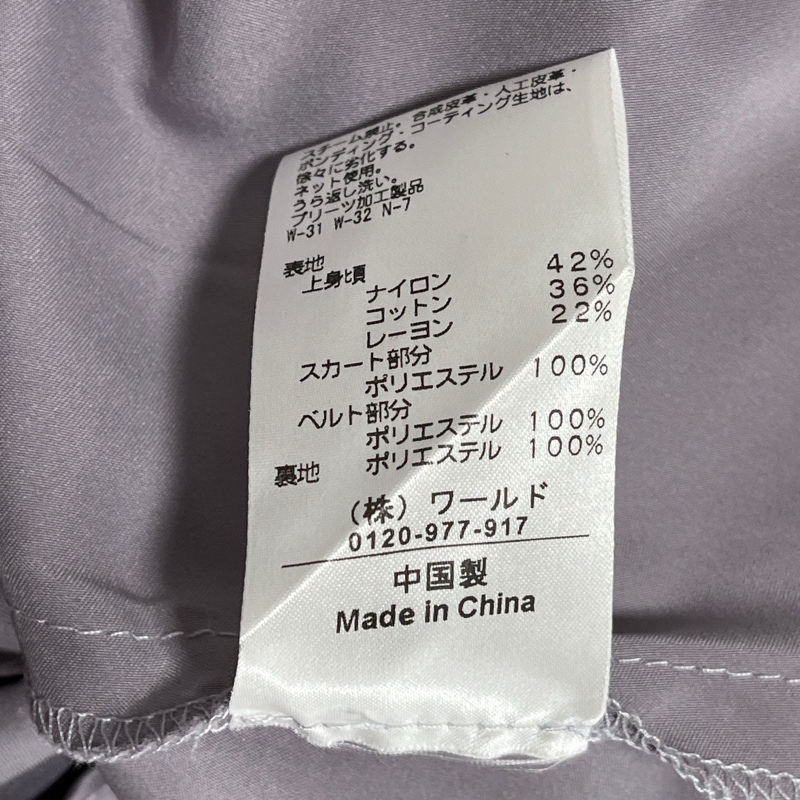 スチーム禁止。合成皮革・人工皮革・
ボンディング・コーティング生地は、
徐々に劣化する。
ネット使用。
うら返し洗い。
プリーツ加工製品
W-31 W-32 N-7
表地
上身頃
ナイロン 42%
コットン 36%
レーヨン 22%
スカート部分
ポリエステル 100%
ベルト部分
ポリエステル 100%
裏地 ポリエステル 100%
(株) ワールド
0120-977-917
中国製
Made in China